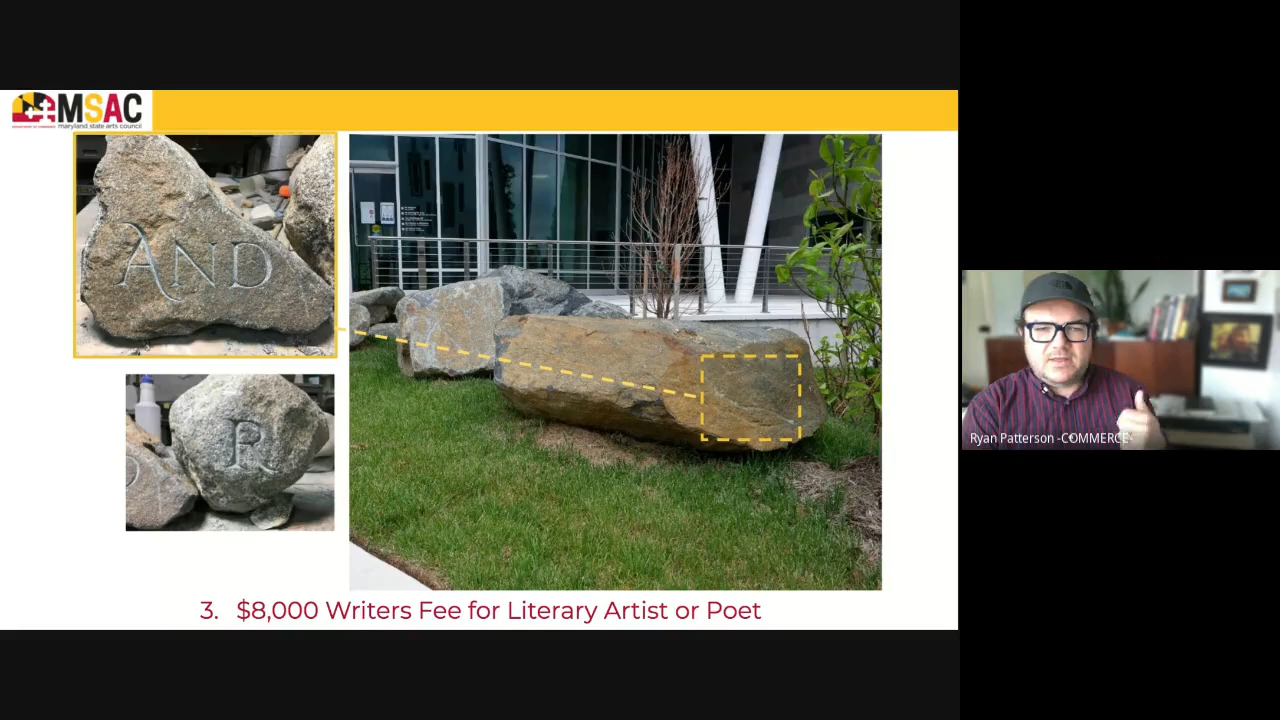 MSAC
maryland state arts council
AND
R
3. $8,000 Writers Fee for Literary Artist or Poet
Ryan Patterson -COMMERCE-